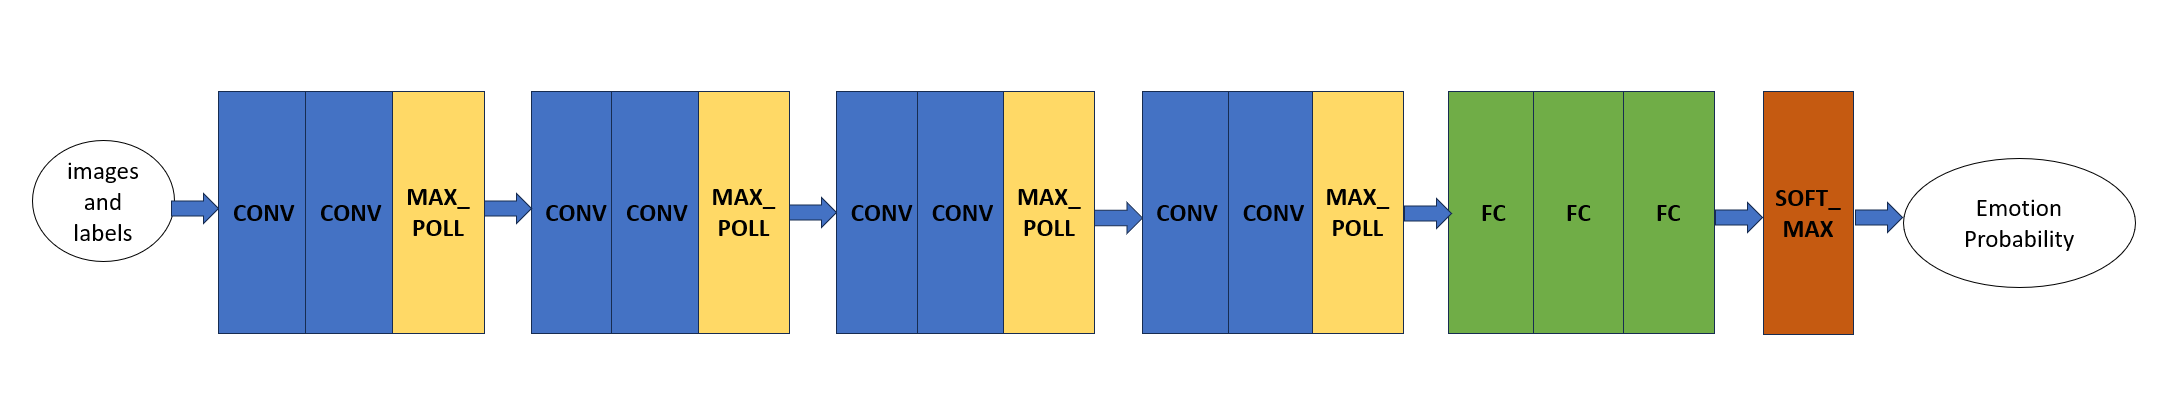 images
and
labels
CONV
CONV
MAX_
POLL
CONV
CONV
MAX_
POLL
CONV
CONV
MAX_
POLL
CONV
CONV
MAX_
POLL
FC
FC
FC
SOFT_
MAX
Emotion
Probability